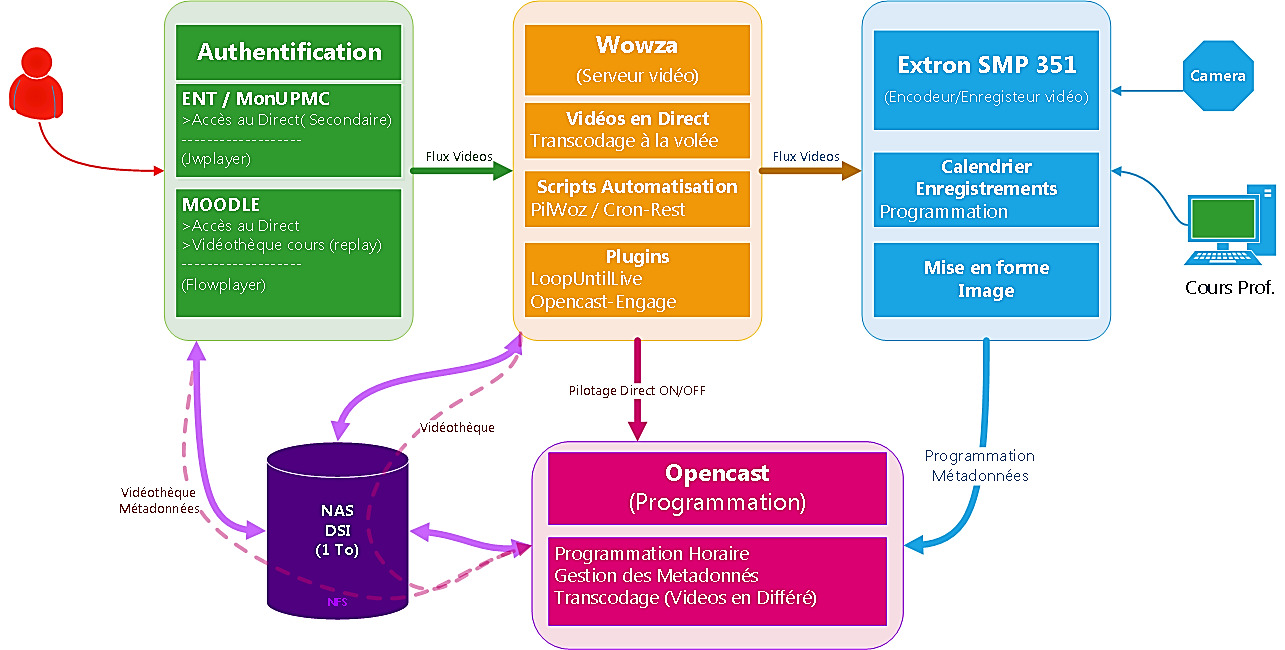 Authentification
ENT / MonUPMC
>Accès au Direct( Secondaire)
--------------------
(Jwplayer)
MOODLE
>Accès au Direct
>Vidéothèque cours (replay)
--------------------
(Flowplayer)
Flux Videos
Wowza
(Serveur vidéo)
Vidéos en Direct
Transcodage à la volée
Scripts Automatisation
PilWoz / Cron-Rest
Plugins
LoopUntilLive
Opencast-Engage
Flux Videos
Extron SMP 351
(Encodeur/Enregisteur vidéo)
Calendrier
Enregistrements
Programmation
Mise en forme
Image
Camera
Cours Prof.
Pilotage Direct ON/OFF
Vidéothèque
Vidéothèque
Métadonnées
NAS
DSI
(1 To)
NFS
Opencast
(Programmation)
Programmation Horaire
Gestion des Metadonnés
Transcodage (Videos en Différé)
Programmation
Métadonnées